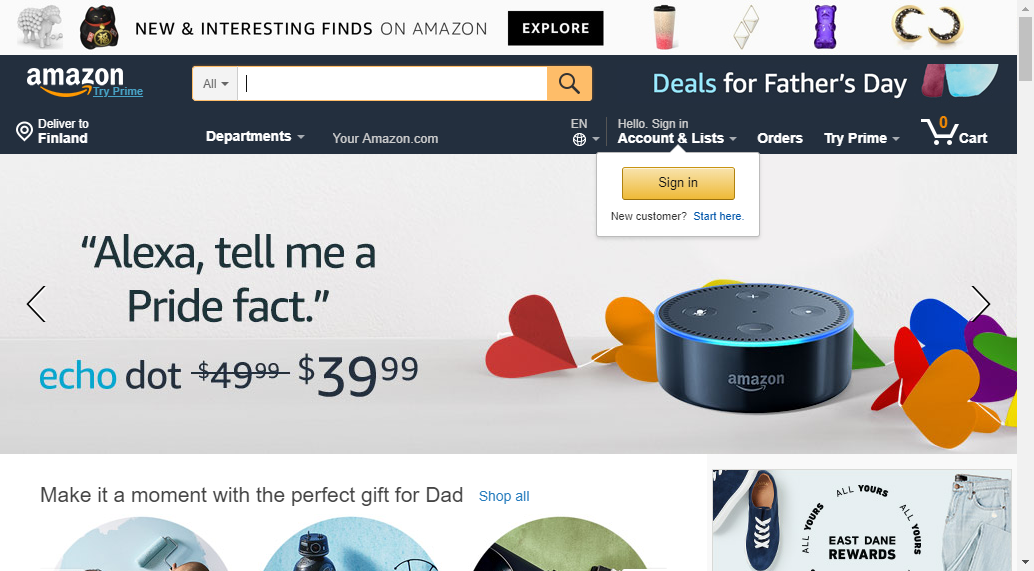 NEW & INTERESTING FINDS ON AMAZON
EXPLORE
amazon
Try Prime
All
Deals for Father's Day
Deliver to
Finland
Departments
Your Amazon.com
EN
Hello. Sign in
Account & Lists
Orders
Try Prime
0
Cart
Sign in
New customer? Start here.
“Alexa, tell me a
Pride fact.”
echo dot $49.99 $39.99
amazon
Make it a moment with the perfect gift for Dad
Shop all
ALL YOURS
ALL YOURS
ALL YOURS
EAST DANE
REWARDS